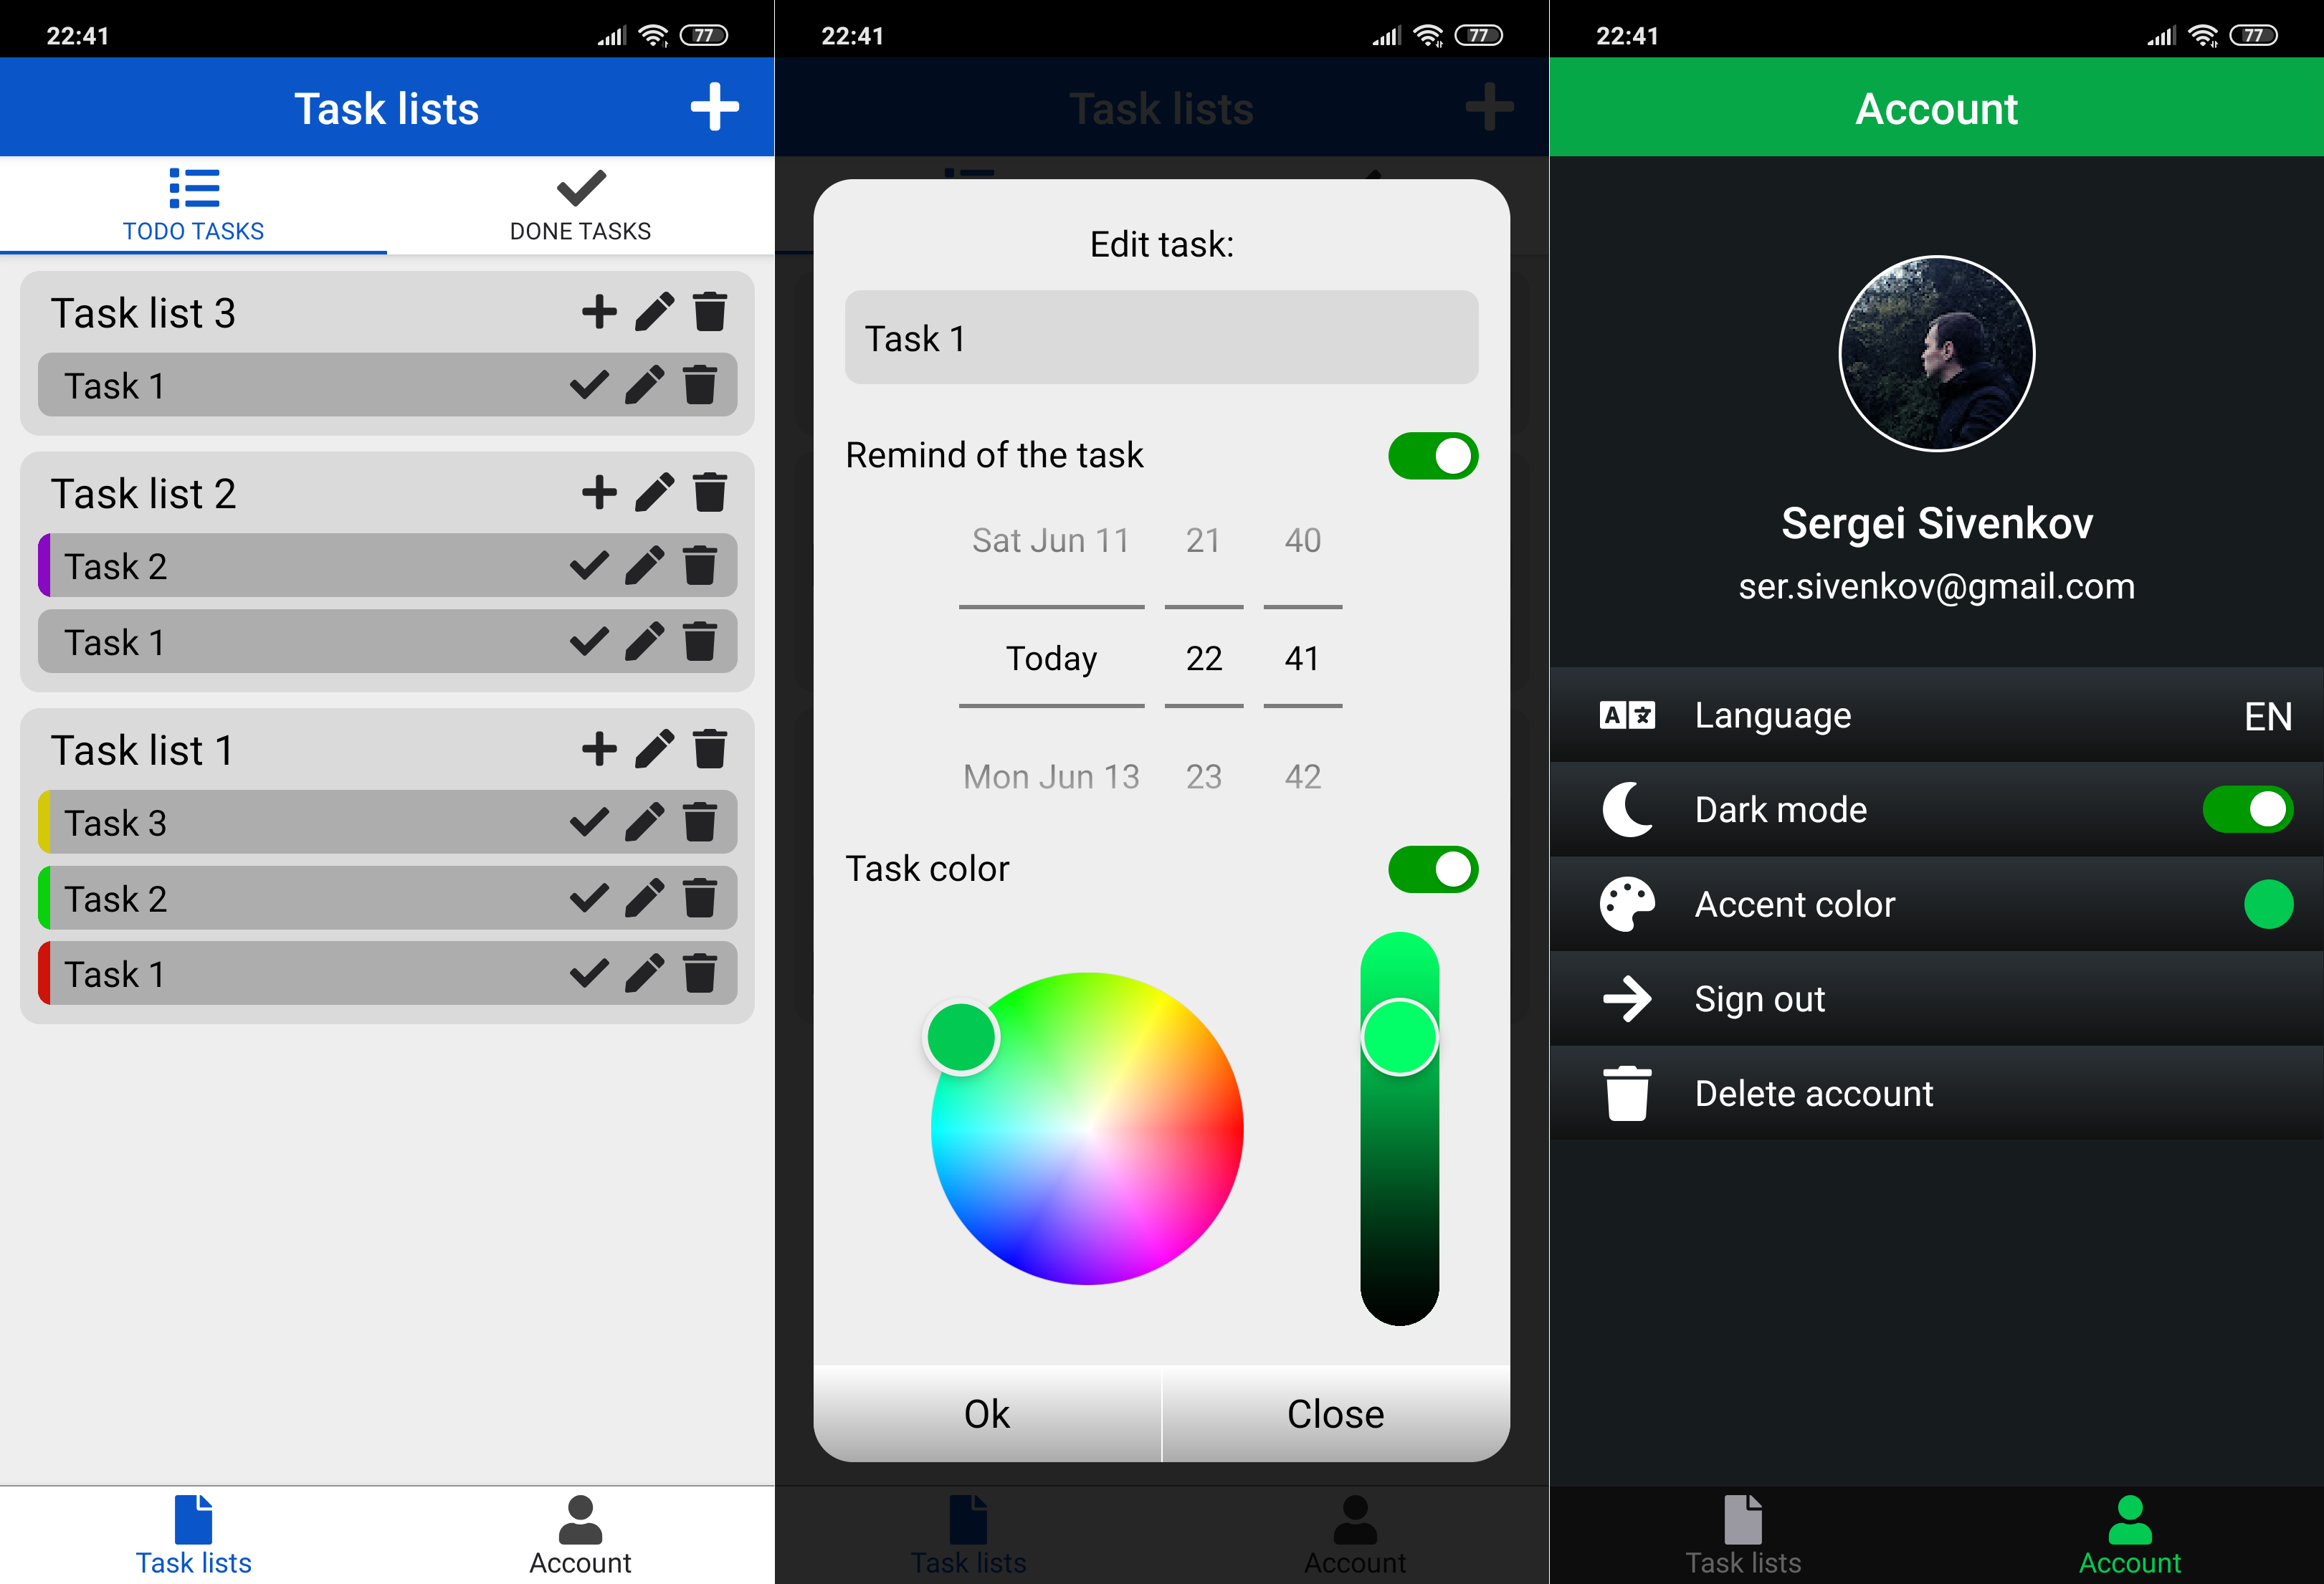 22:41
77
Task lists
TODO TASKS
DONE TASKS
Task list 3
Task 1
Task list 2
Task 2
Task 1
Task list 1
Task 3
Task 2
Task 1
Task lists
Account
22:41
77
Task lists
Edit task:
Task 1
Remind of the task
Sat Jun 11 21 40
Today 22 41
Mon Jun 13 23 42
Task color
Ok
Close
Task lists
Account
22:41
77
Account
Sergei Sivenkov
ser.sivenkov@gmail.com
A文
Language
EN
Dark mode
Accent color
Sign out
Delete account
Task lists
Account